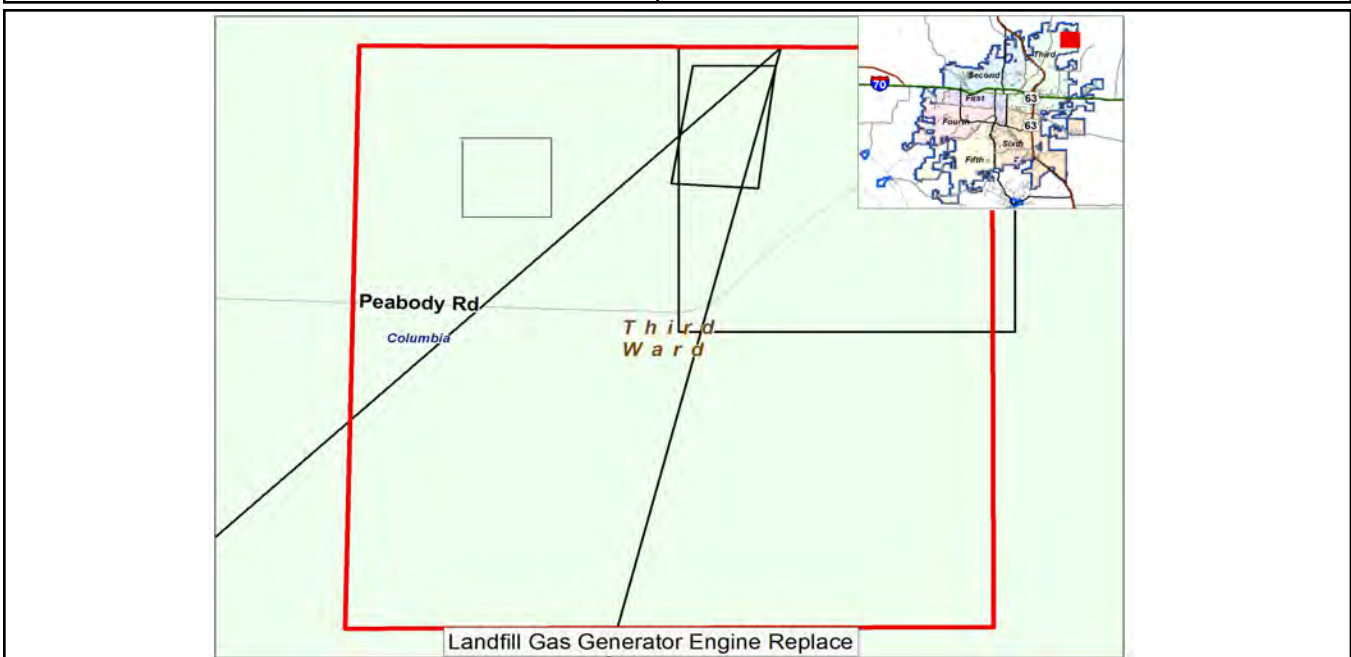 Third
Second
70
First
63
Fourth
63
Sixth
Fifth
Peabody Rd
Columbia
Third
Ward
Landfill Gas Generator Engine Replace